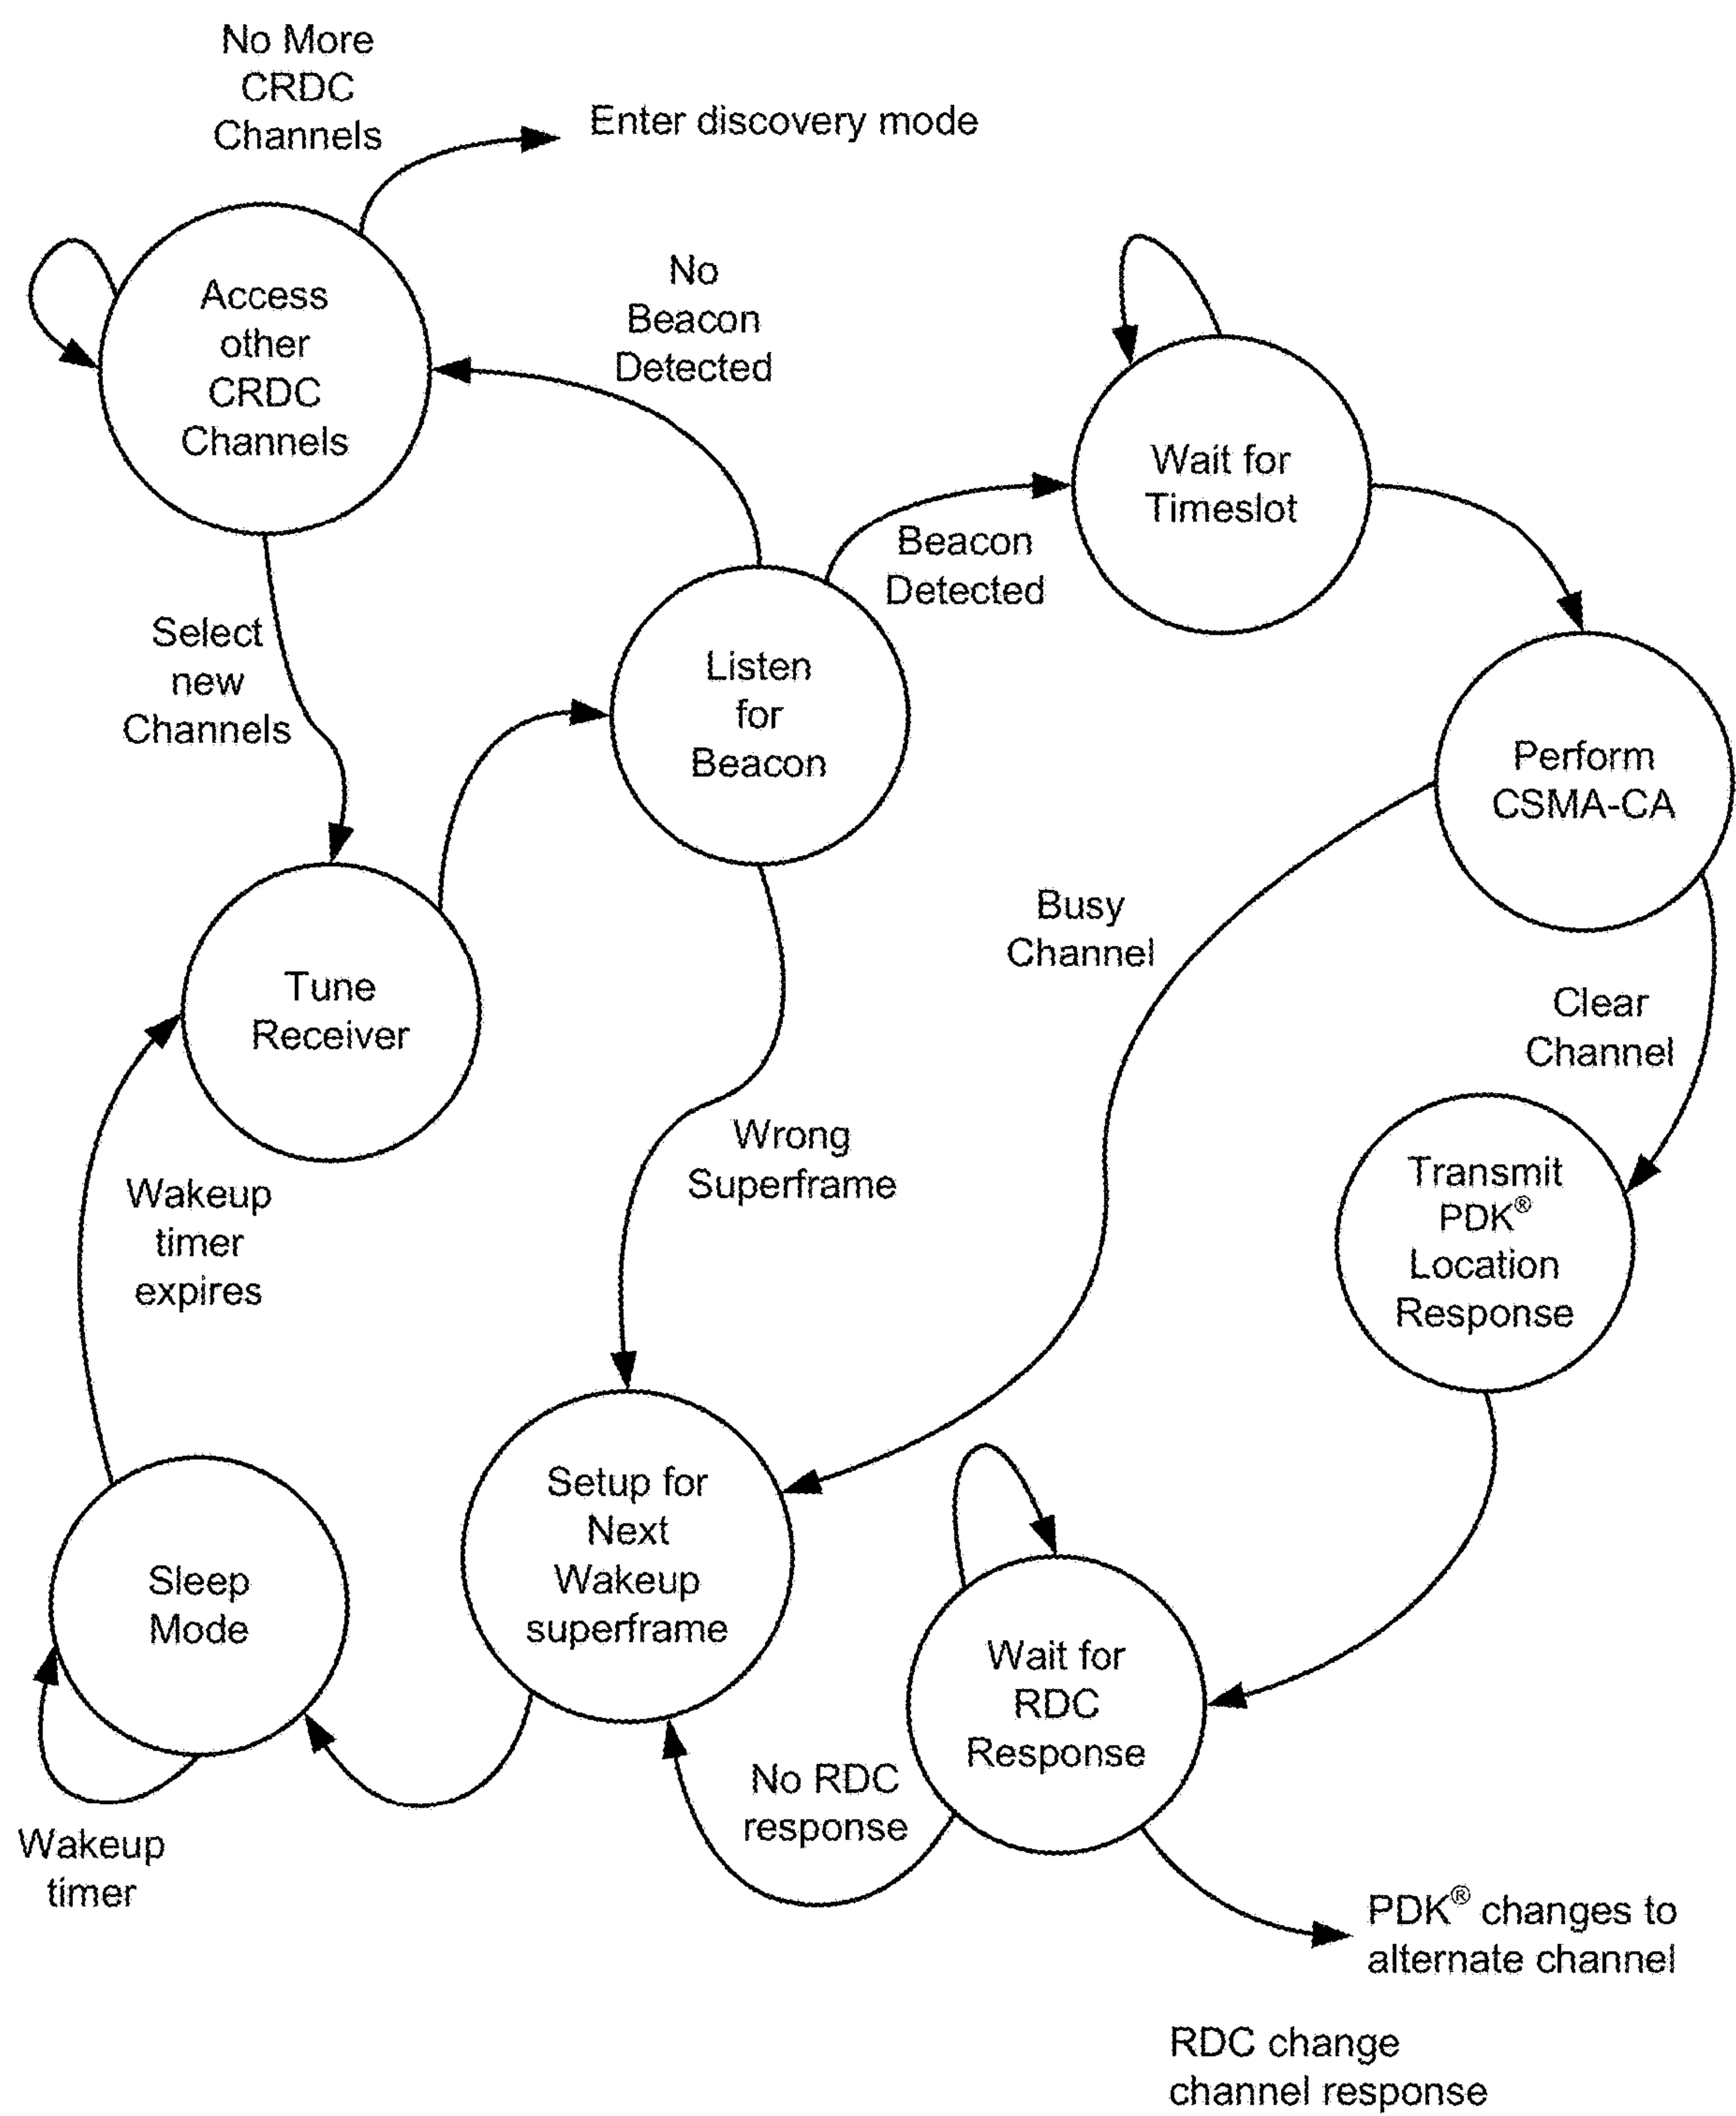 No More
CRDC
Channels
Enter discovery mode
Access
other
CRDC
Channels
No
Beacon
Detected
Wait for
Timeslot
Beacon
Detected
Select
new
Channels
Listen
for
Beacon
Perform
CSMA-CA
Busy
Channel
Clear
Channel
Tune
Receiver
Wrong
Superframe
Wakeup
timer
expires
Transmit
PDK®
Location
Response
Setup for
Next
Wakeup
superframe
Sleep
Mode
Wait for
RDC
Response
No RDC
response
Wakeup
timer
PDK® changes to
alternate channel
RDC change
channel response